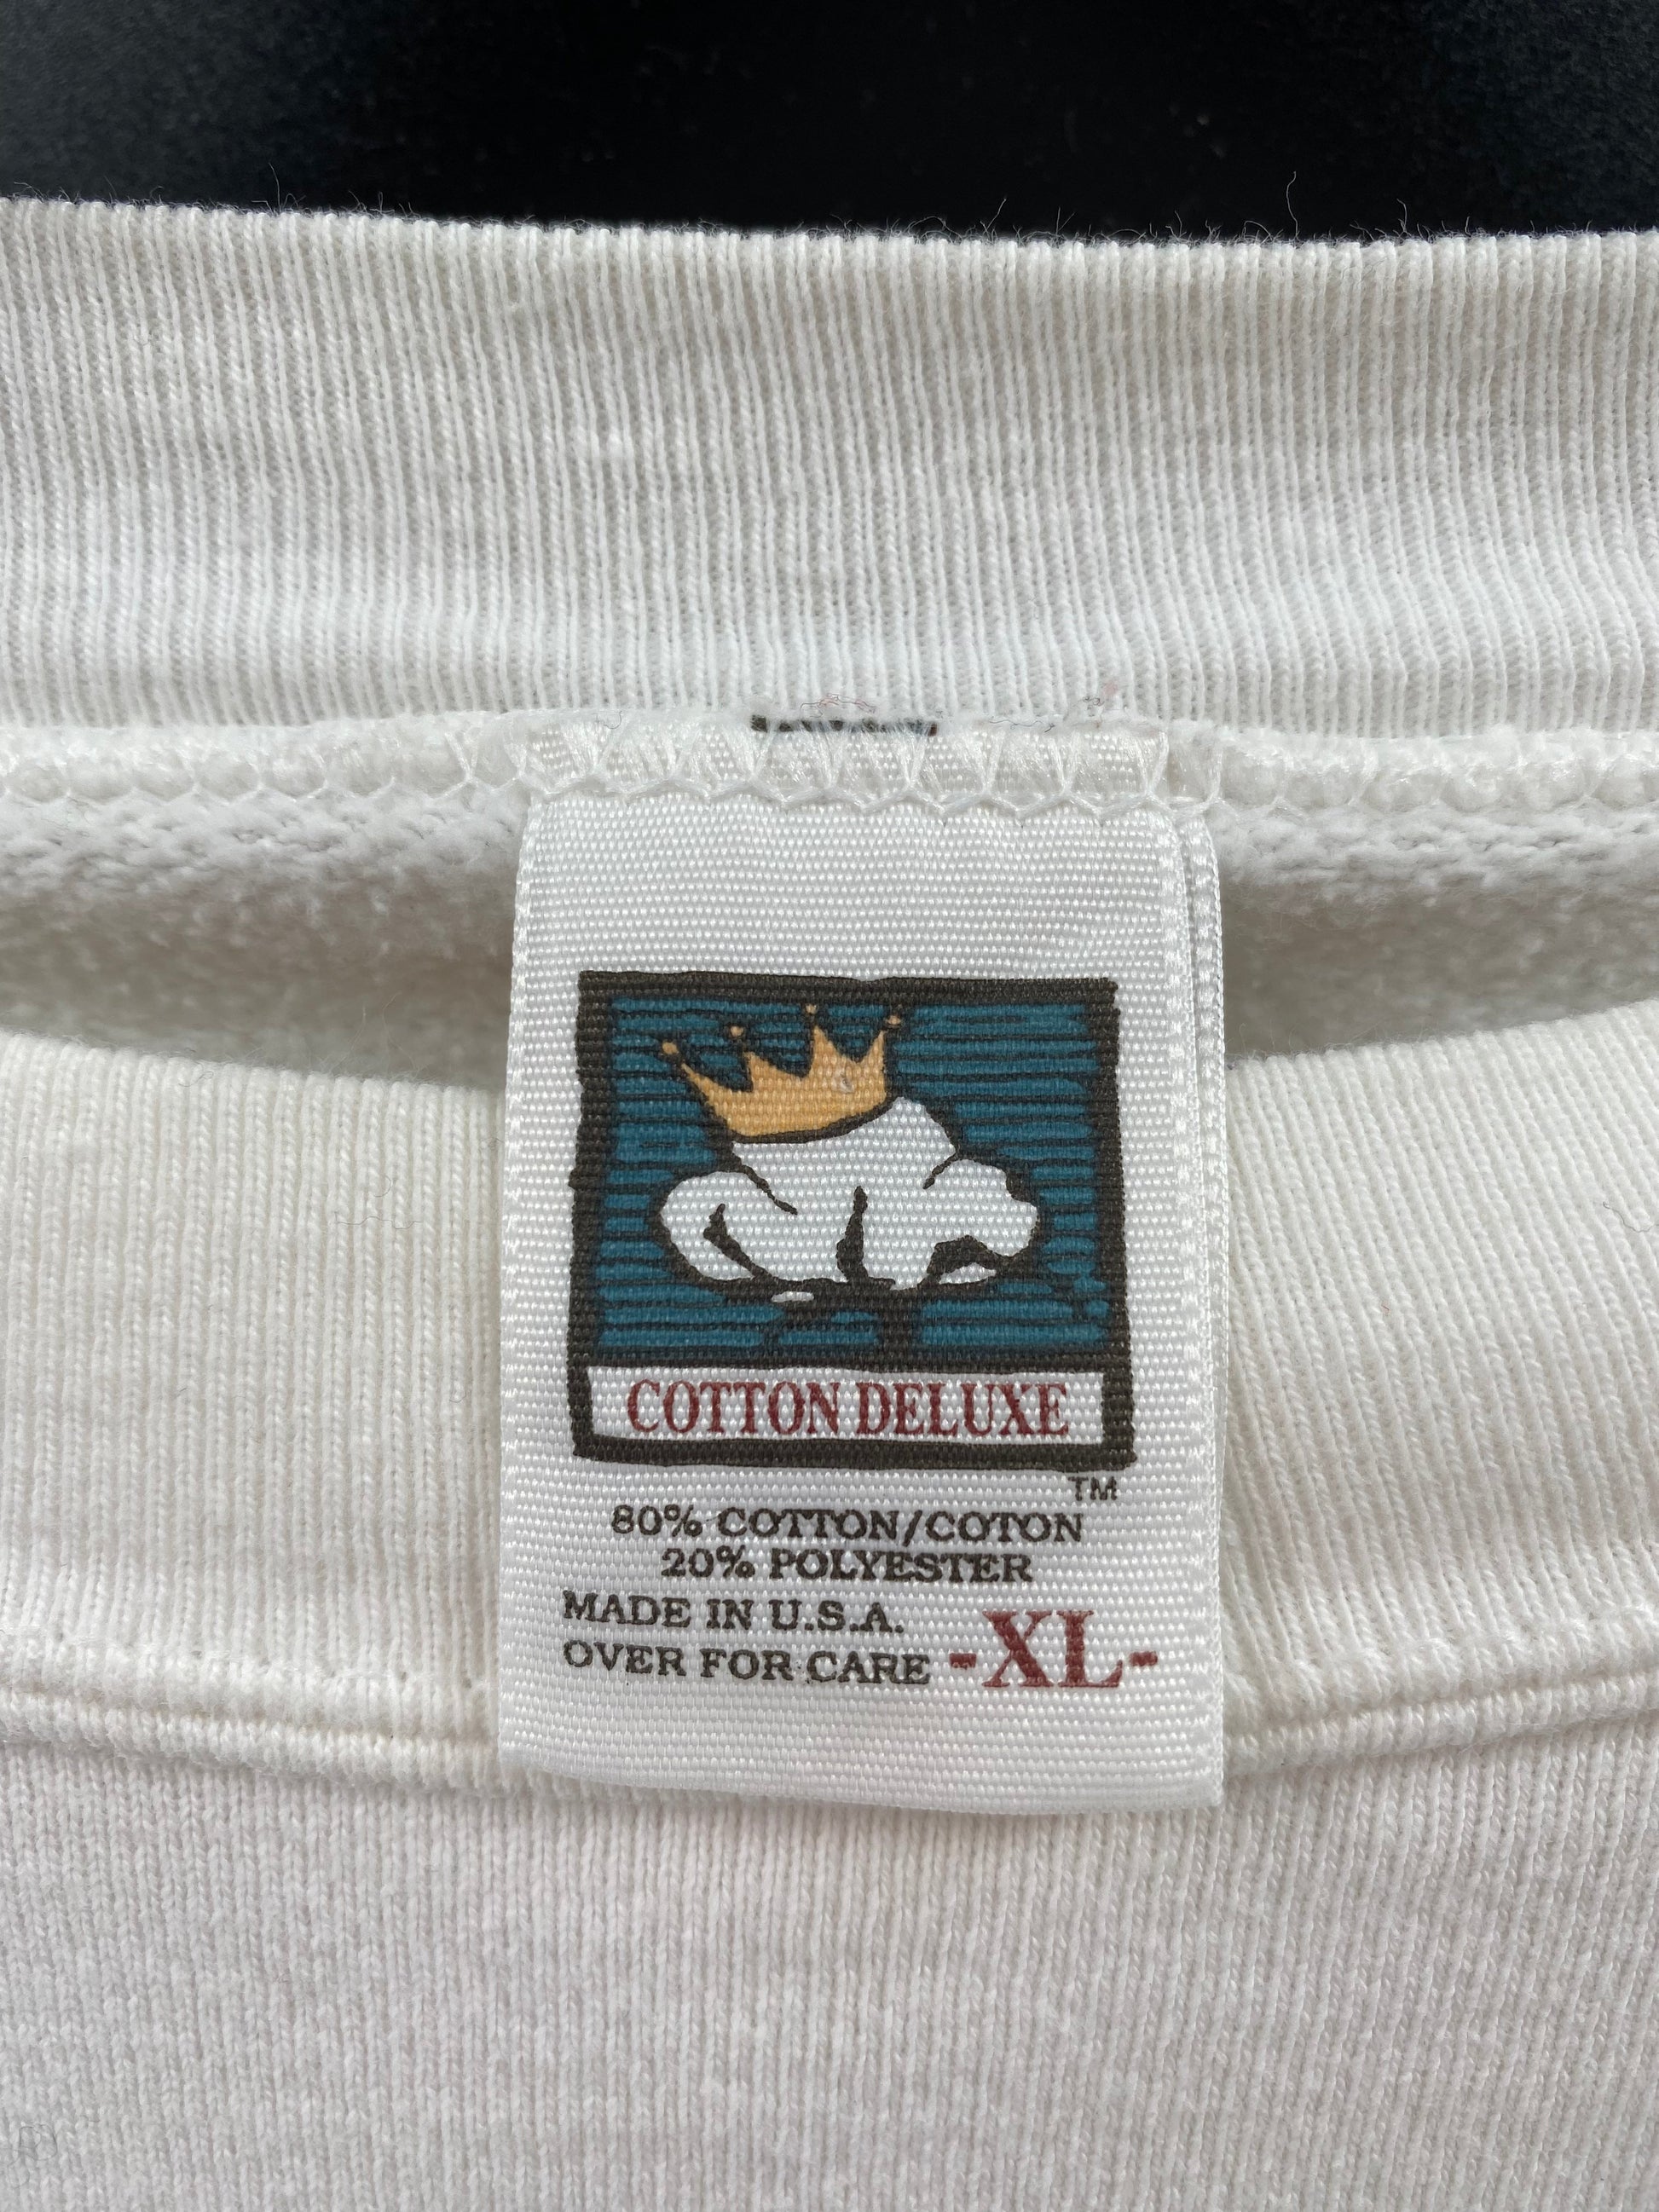 COTTON DELUXE
TM
80% COTTON/COTON
20% POLYESTER
MADE IN U.S.A.
OVER FOR CARE -XL-